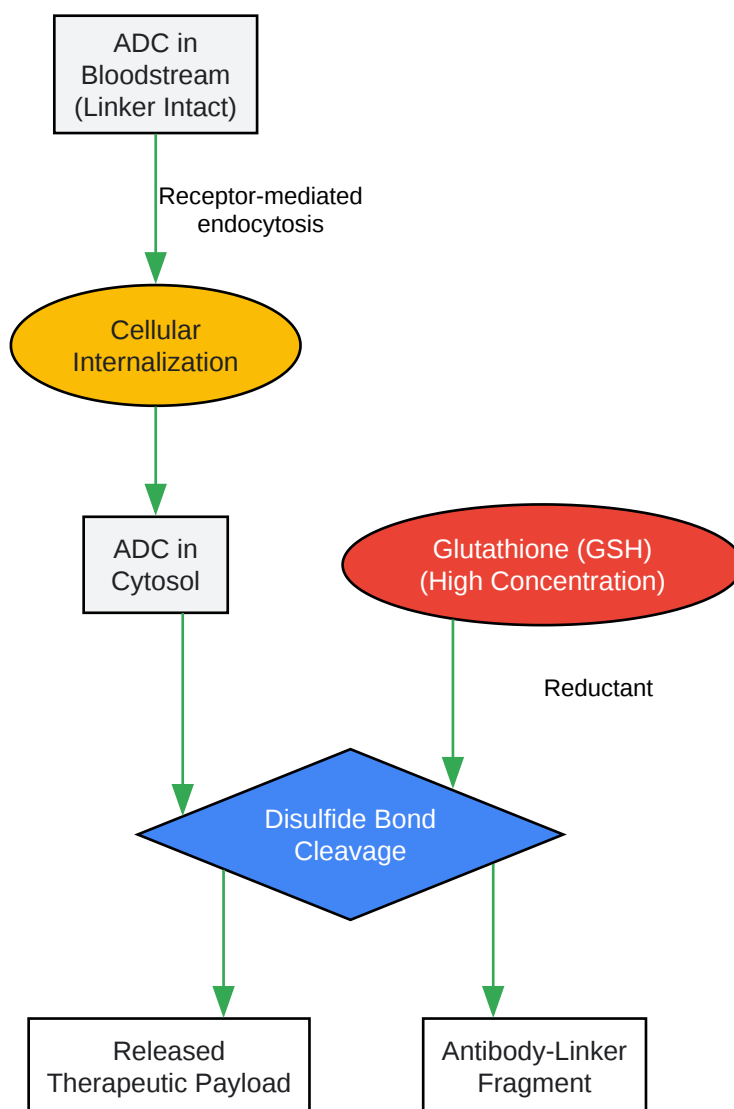 ADC in
Bloodstream
(Linker Intact)
Receptor-mediated
endocytosis
Cellular
Internalization
ADC in
Cytosol
Glutathione (GSH)
(High Concentration)
Reductant
Disulfide Bond
Cleavage
Released
Therapeutic Payload
Antibody-Linker
Fragment